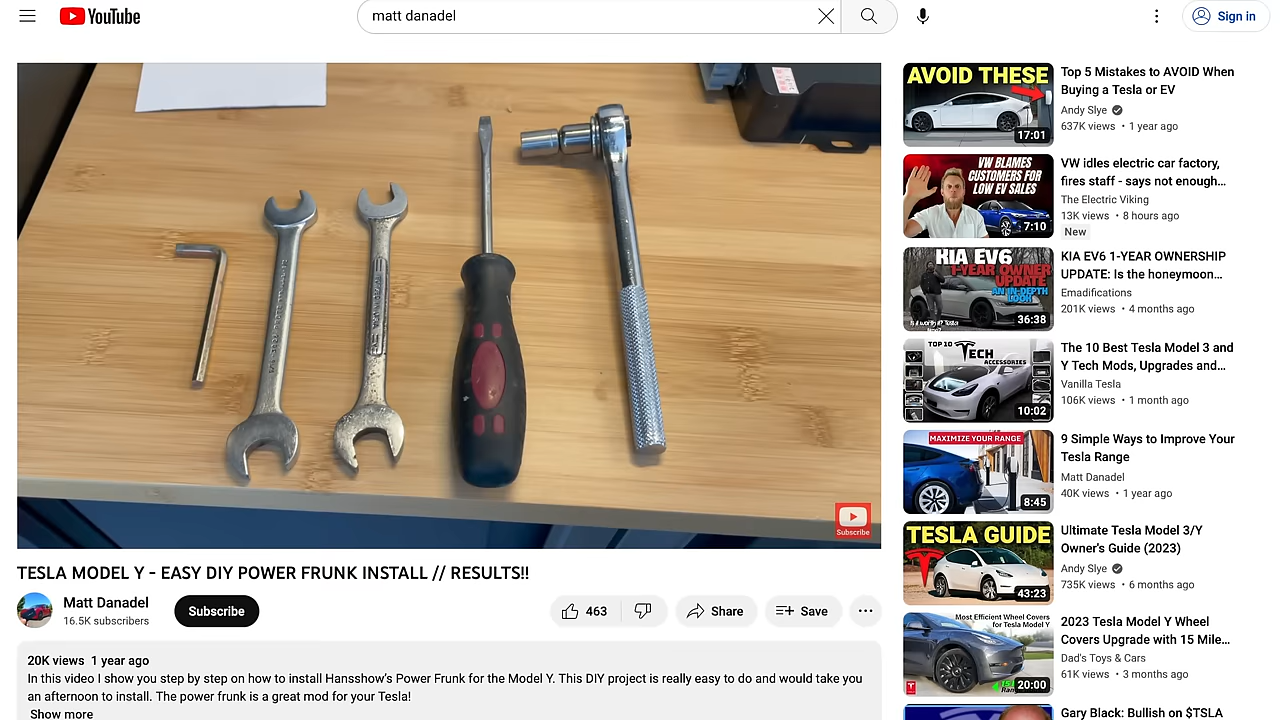 YouTube
matt danadel
Sign in
Subscribe
TESLA MODEL Y - EASY DIY POWER FRUNK INSTALL // RESULTS!!
Matt Danadel
16.5K subscribers
Subscribe
463
Share
Save
20K views 1 year ago
In this video I show you step by step on how to install Hansshow's Power Frunk for the Model Y. This DIY project is really easy to do and would take you
an afternoon to install. The power frunk is a great mod for your Tesla!
Show more
AVOID THESE
17:01
Top 5 Mistakes to AVOID When
Buying a Tesla or EV
Andy Slye
637K views • 1 year ago
VW BLAMES
CUSTOMERS FOR
LOW EV SALES
7:10
VW idles electric car factory,
fires staff - says not enough...
The Electric Viking
13K views • 8 hours ago
New
KIA EV6
1-YEAR OWNER
UPDATE
AN IN-DEPTH
LOOK
36:38
KIA EV6 1-YEAR OWNERSHIP
UPDATE: Is the honeymoon...
Emadifications
201K views • 4 months ago
TOP 10
TECH
ACCESSORIES
10:02
The 10 Best Tesla Model 3 and
Y Tech Mods, Upgrades and...
Vanilla Tesla
106K views • 1 month ago
MAXIMIZE YOUR RANGE
8:45
9 Simple Ways to Improve Your
Tesla Range
Matt Danadel
40K views • 1 year ago
TESLA GUIDE
43:23
Ultimate Tesla Model 3/Y
Owner's Guide (2023)
Andy Slye
735K views • 6 months ago
Most Efficient Wheel Covers
for Tesla Model Y
20:00
2023 Tesla Model Y Wheel
Covers Upgrade with 15 Mile...
Dad's Toys & Cars
61K views • 3 months ago
Gary Black: Bullish on $TSLA